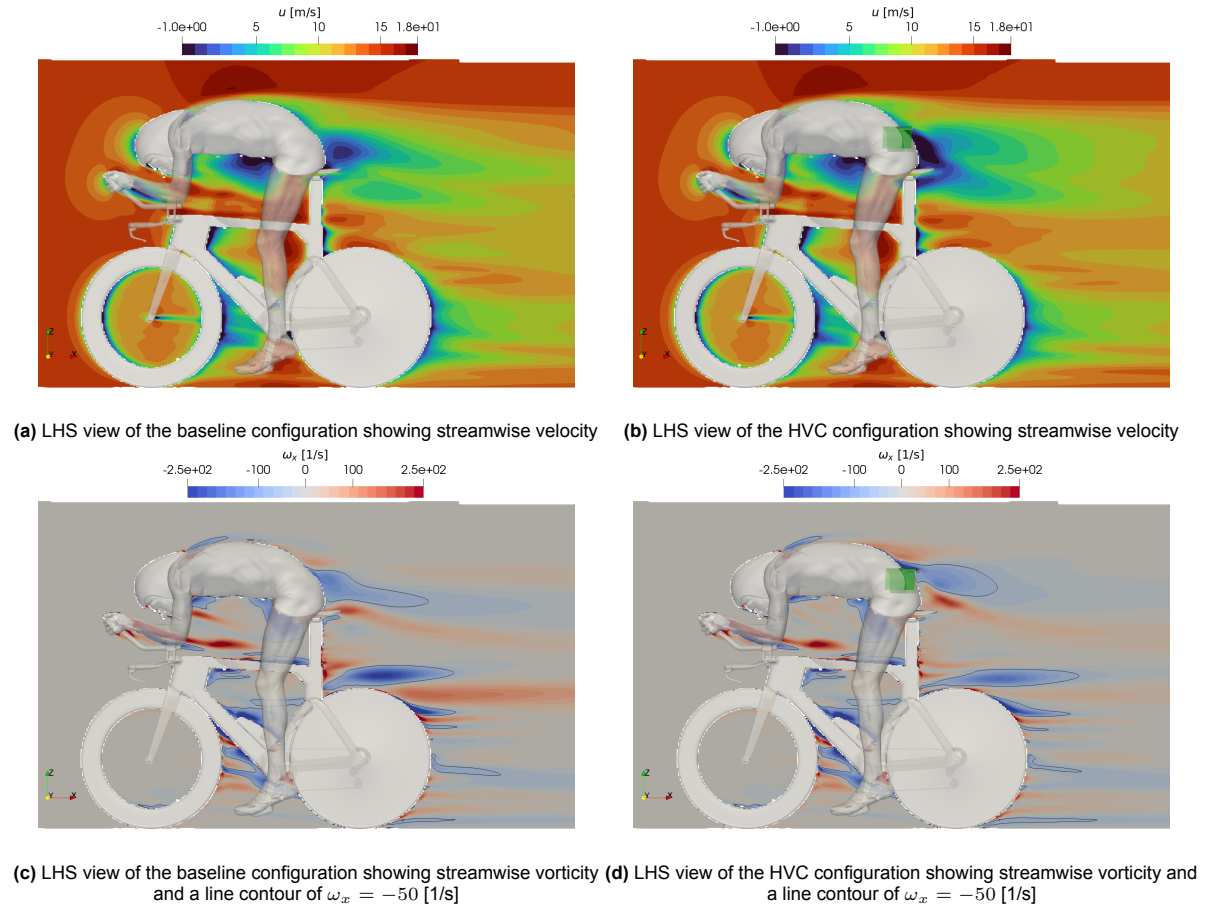 u [m/s]
-1.0e+00 5 10 15 1.8e+01
Z
Y X
u [m/s]
-1.0e+00 5 10 15 1.8e+01
Z
Y X
(a) LHS view of the baseline configuration showing streamwise velocity
(b) LHS view of the HVC configuration showing streamwise velocity
ωx [1/s]
-2.5e+02 -100 0 100 2.5e+02
Z
Y X
ωx [1/s]
-2.5e+02 -100 0 100 2.5e+02
Z
Y X
(c) LHS view of the baseline configuration showing streamwise vorticity
and a line contour of ωx = −50 [1/s]
(d) LHS view of the HVC configuration showing streamwise vorticity and
a line contour of ωx = −50 [1/s]